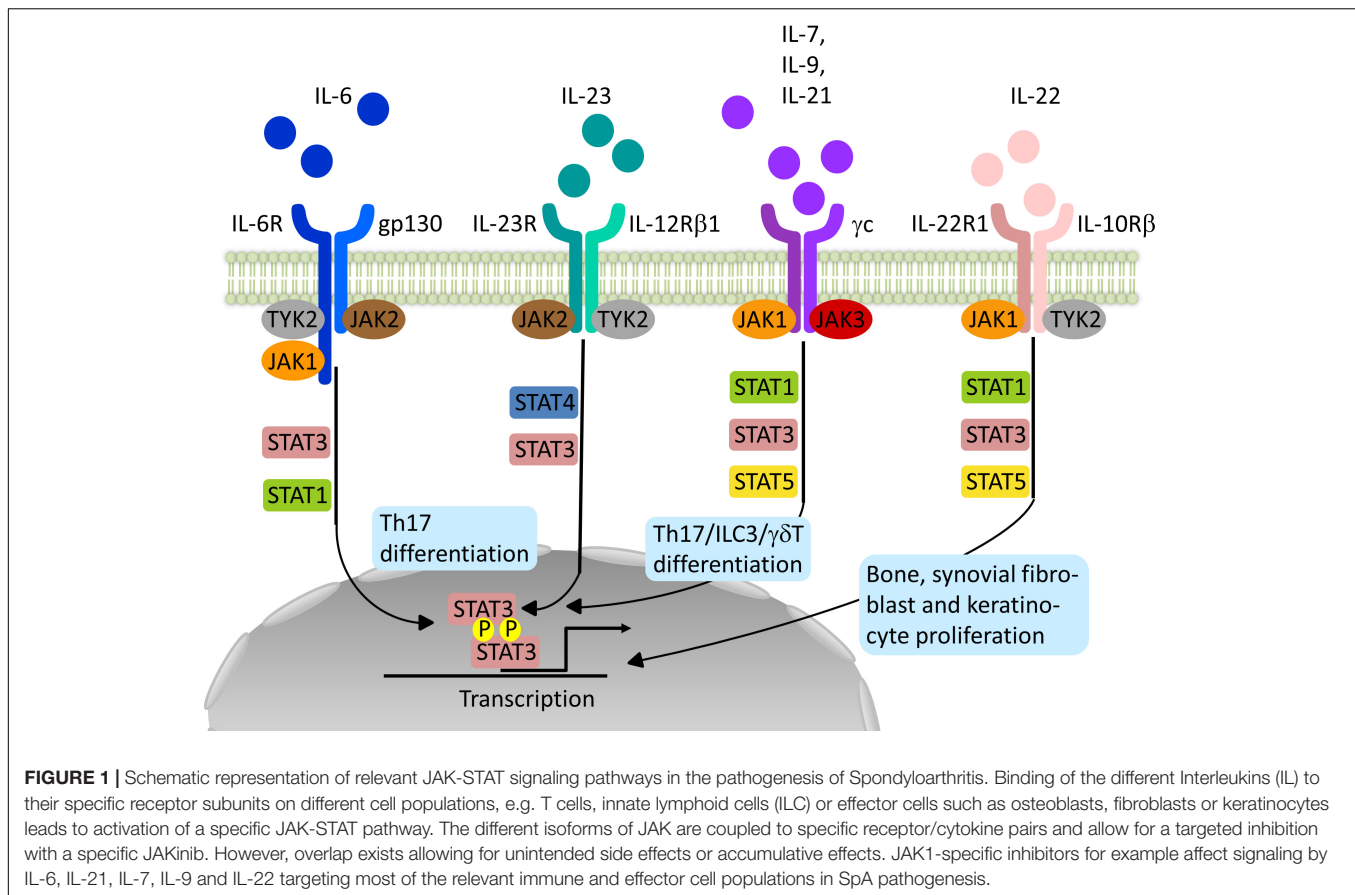 IL-6
IL-23
IL-7,
IL-9,
IL-21
IL-22
IL-6R
gp130
IL-23R
IL-12Rβ1
γc
IL-22R1
IL-10Rβ
TYK2
JAK2
JAK1
JAK2
TYK2
JAK1
JAK3
JAK1
TYK2
STAT3
STAT1
STAT4
STAT3
STAT1
STAT3
STAT5
STAT1
STAT3
STAT5
Th17
differentiation
Th17/ILC3/γδT
differentiation
Bone, synovial fibro-
blast and keratino-
cyte proliferation
STAT3
P P
STAT3
Transcription
FIGURE 1 | Schematic representation of relevant JAK-STAT signaling pathways in the pathogenesis of Spondyloarthritis. Binding of the different Interleukins (IL) to
their specific receptor subunits on different cell populations, e.g. T cells, innate lymphoid cells (ILC) or effector cells such as osteoblasts, fibroblasts or keratinocytes
leads to activation of a specific JAK-STAT pathway. The different isoforms of JAK are coupled to specific receptor/cytokine pairs and allow for a targeted inhibition
with a specific JAKinib. However, overlap exists allowing for unintended side effects or accumulative effects. JAK1-specific inhibitors for example affect signaling by
IL-6, IL-21, IL-7, IL-9 and IL-22 targeting most of the relevant immune and effector cell populations in SpA pathogenesis.